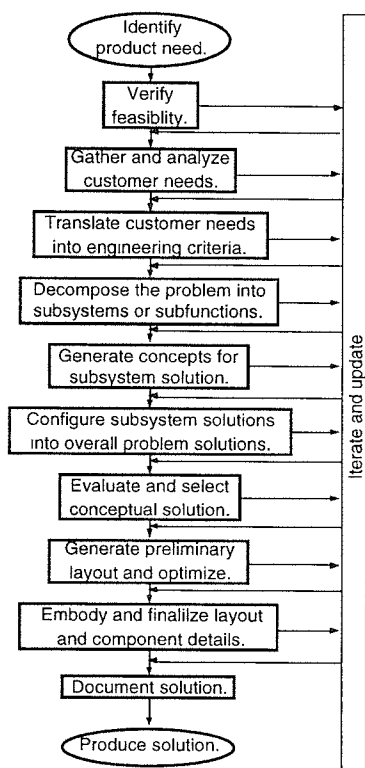 Identify
product need.
Verify
feasiblity.
Gather and analyze
customer needs.
Translate customer needs
into engineering criteria.
Decompose the problem into
subsystems or subfunctions.
Generate concepts for
subsystem solution.
Configure subsystem solutions
into overall problem solutions.
Evaluate and select
conceptual solution.
Generate preliminary
layout and optimize.
Embody and finalilze layout
and component details.
Document solution.
Produce solution.
Iterate and update